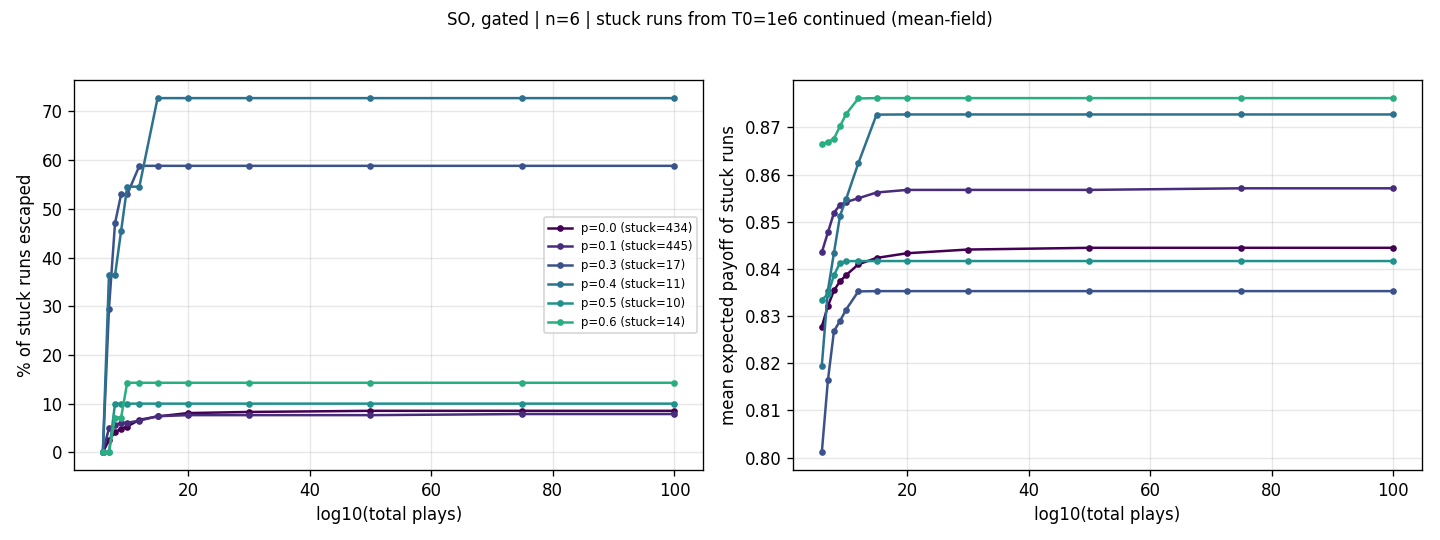 SO, gated | n=6 | stuck runs from T0=1e6 continued (mean-field)
% of stuck runs escaped
70
60
50
40
30
20
10
0
20
40
60
80
100
log10(total plays)
p=0.0 (stuck=434)
p=0.1 (stuck=445)
p=0.3 (stuck=17)
p=0.4 (stuck=11)
p=0.5 (stuck=10)
p=0.6 (stuck=14)
mean expected payoff of stuck runs
0.87
0.86
0.85
0.84
0.83
0.82
0.81
0.80
20
40
60
80
100
log10(total plays)